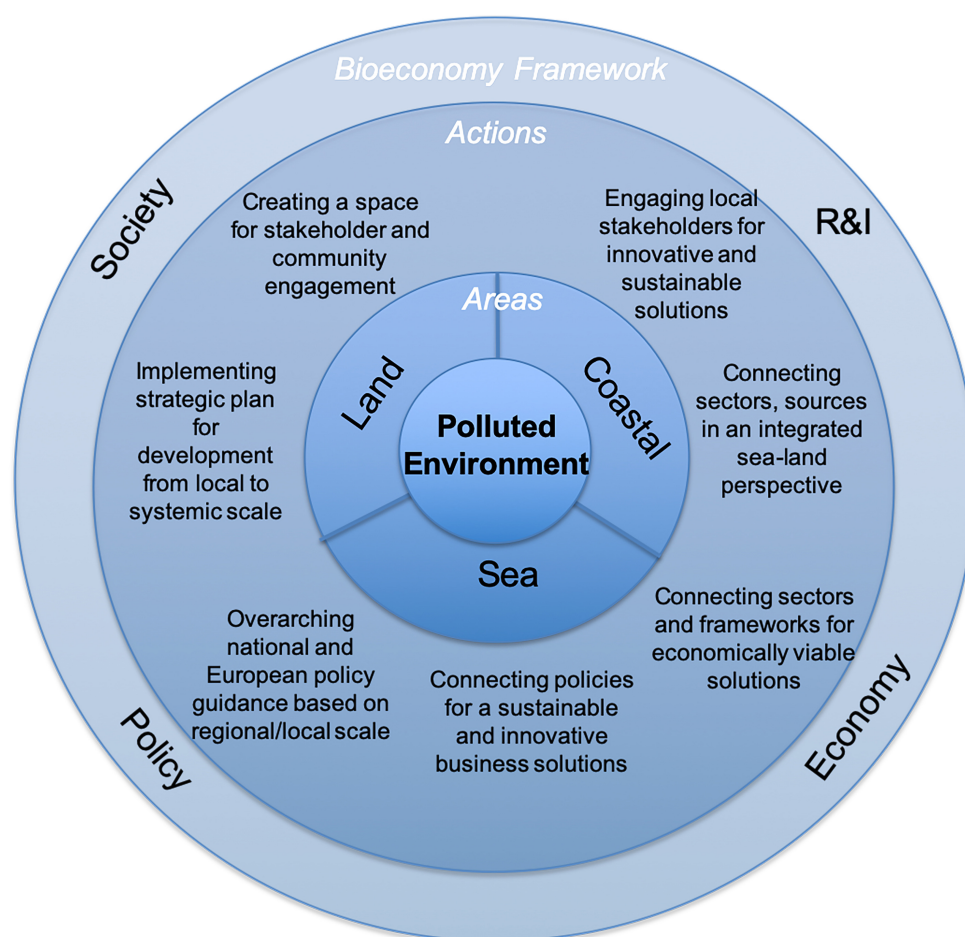 Bioeconomy Framework
Actions
Society
R&I
Creating a space
for stakeholder and
community
engagement
Engaging local
stakeholders for
innovative and
sustainable
solutions
Areas
Land
Coastal
Sea
Polluted
Environment
Implementing
strategic plan
for
development
from local to
systemic scale
Connecting
sectors, sources
in an integrated
sea-land
perspective
Overarching
national and
European policy
guidance based on
regional/local scale
Connecting policies
for a sustainable
and innovative
business solutions
Connecting sectors
and frameworks for
economically viable
solutions
Policy
Economy